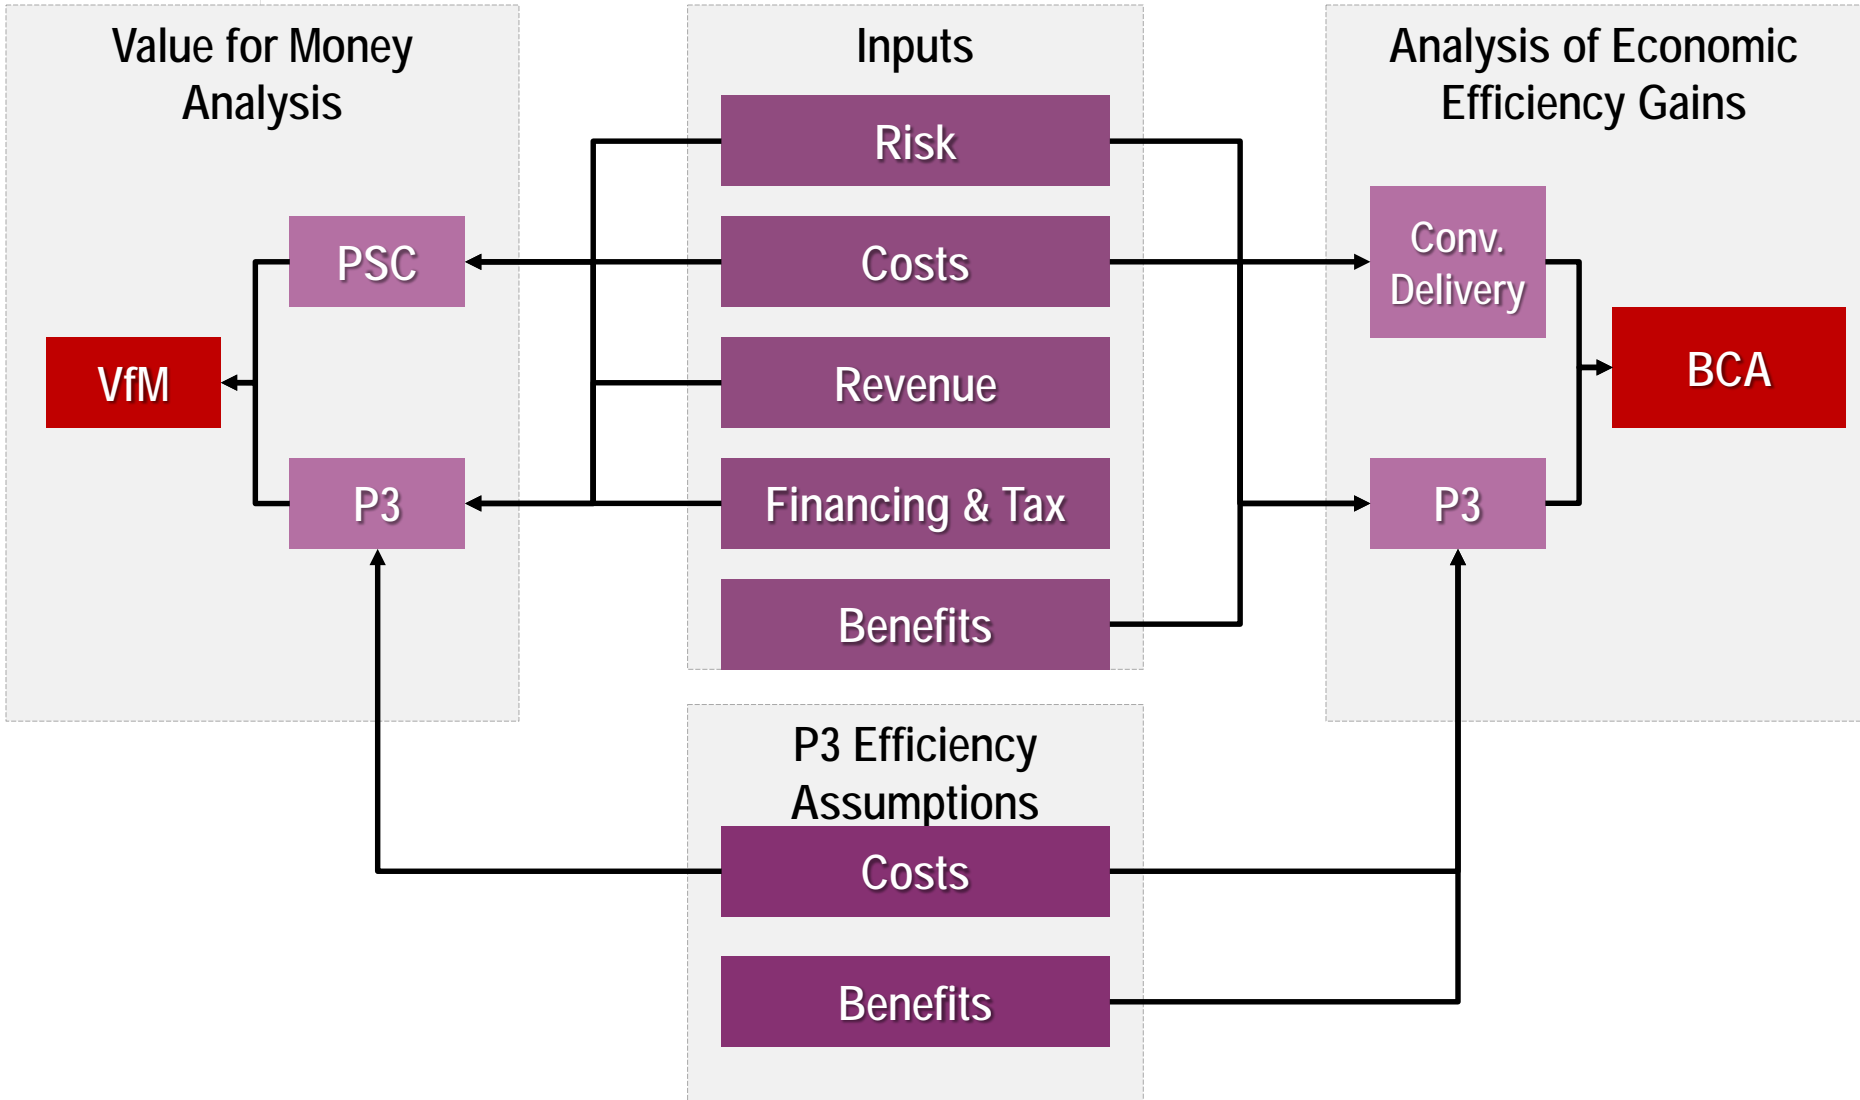 Value for Money
Analysis
PSC
VfM
P3
Inputs
Risk
Costs
Revenue
Financing & Tax
Benefits
P3 Efficiency
Assumptions
Costs
Benefits
Analysis of Economic
Efficiency Gains
Conv.
Delivery
BCA
P3